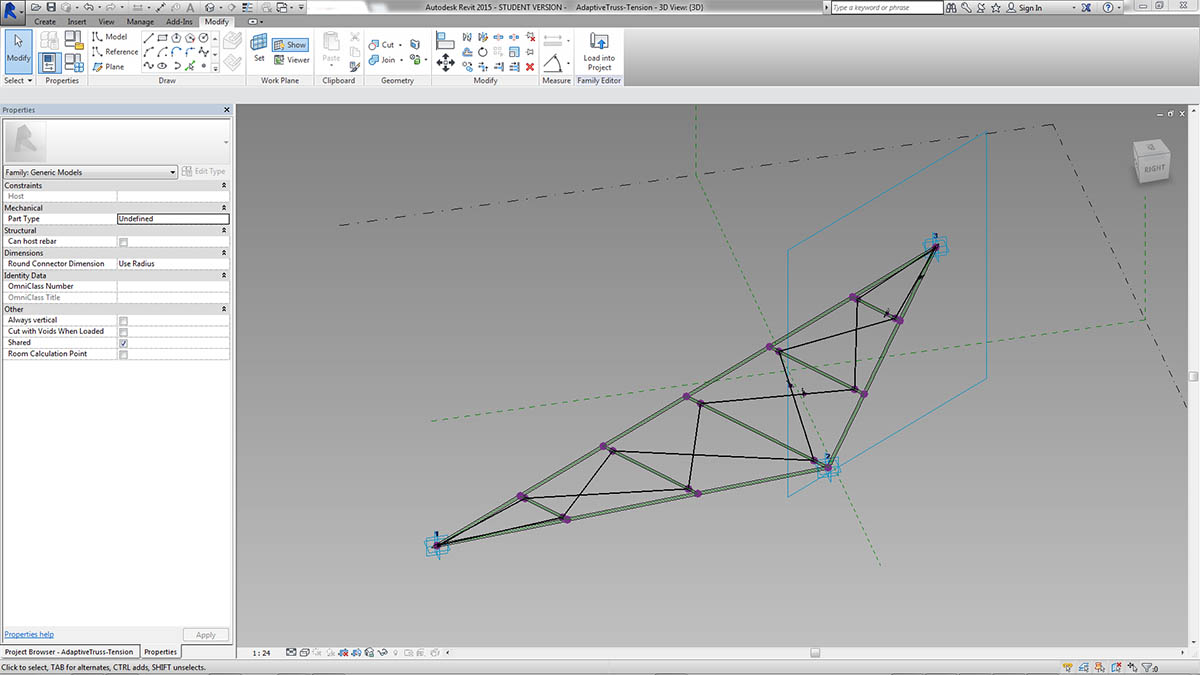 Autodesk Revit 2015 - STUDENT VERSION - AdaptiveTruss-Tension - 3D View: {3D}
Type a keyword or phrase
Sign In
Create Insert View Manage Add-Ins Modify
Modify
Model
Reference
Plane
Set
Show
Viewer
Paste
Cut
Join
Load into
Project
Select Properties Draw Work Plane Clipboard Geometry Modify Measure Family Editor
Properties
Family: Generic Models
Edit Type
Constraints
Host
Mechanical
Part Type Undefined
Structural
Can host rebar
Dimensions
Round Connector Dimension Use Radius
Identity Data
OmniClass Number
OmniClass Title
Other
Always vertical
Cut with Voids When Loaded
Shared
Room Calculation Point
RIGHT
3
2
1
Properties help
Apply
Project Browser - AdaptiveTruss-Tension Properties
1 : 24
Click to select, TAB for alternates, CTRL adds, SHIFT unselects.
:0